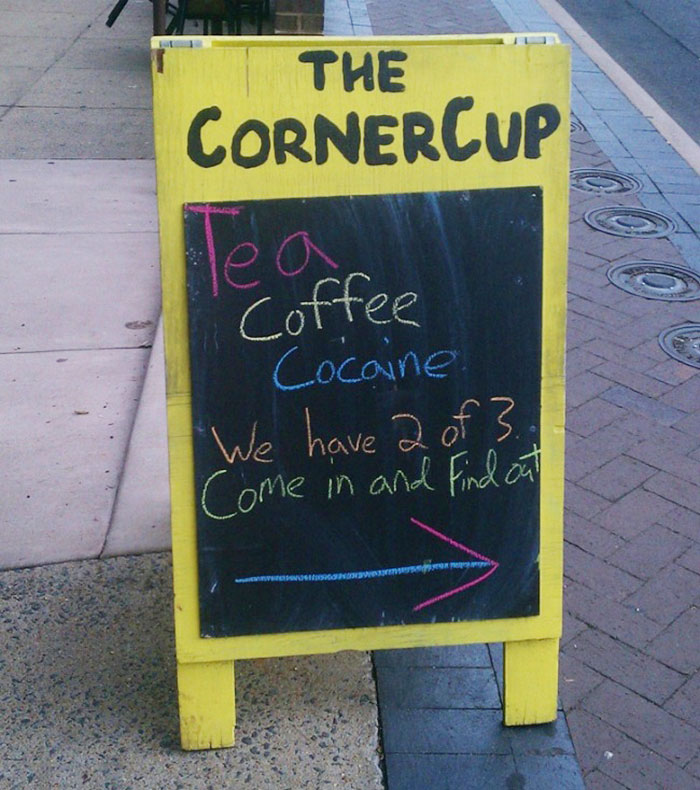 THE
CORNERCUP
Tea
Coffee
Cocaine
We have 2 of 3.
Come in and Find out